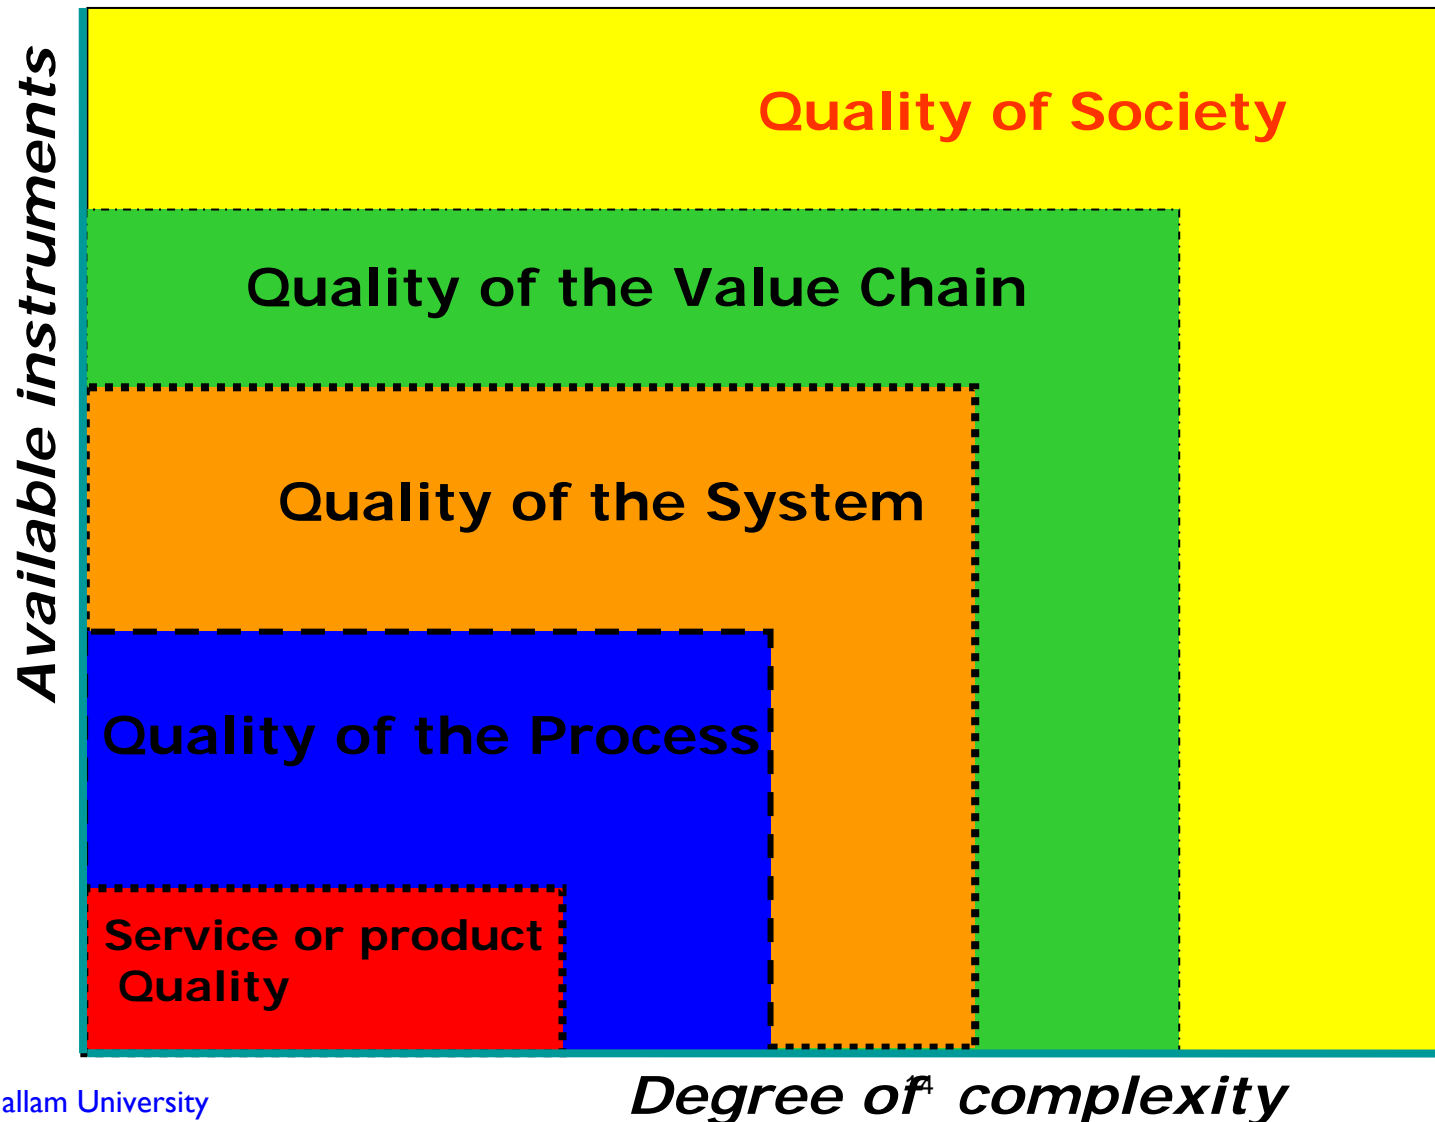 Available instruments
Quality of Society
Quality of the Value Chain
Quality of the System
Quality of the Process
Service or product
Quality
Degree of complexity
allam University